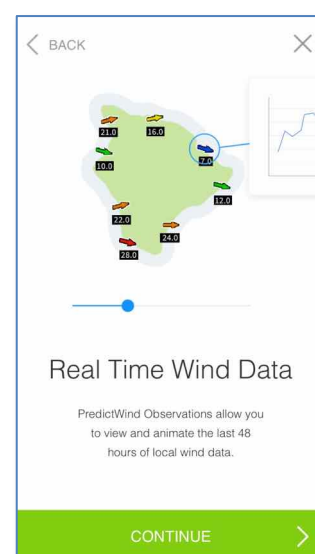 BACK
21.0
16.0
7.0
10.0
12.0
22.0
24.0
28.0
Real Time Wind Data
PredictWind Observations allow you
to view and animate the last 48
hours of local wind data.
CONTINUE